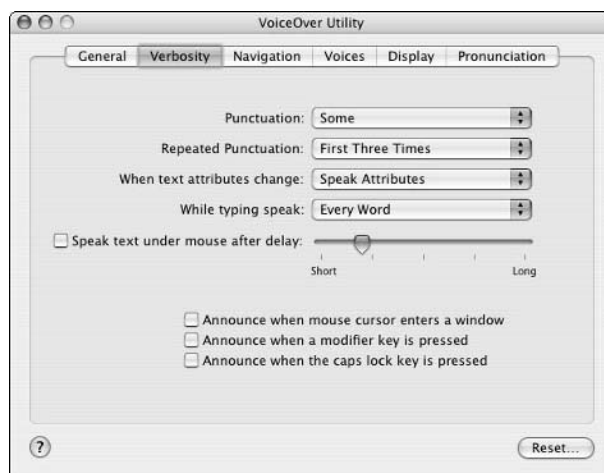 VoiceOver Utility
General Verbosity Navigation Voices Display Pronunciation
Punctuation: Some
Repeated Punctuation: First Three Times
When text attributes change: Speak Attributes
While typing speak: Every Word
Speak text under mouse after delay:
Short Long
Announce when mouse cursor enters a window
Announce when a modifier key is pressed
Announce when the caps lock key is pressed
? Reset...